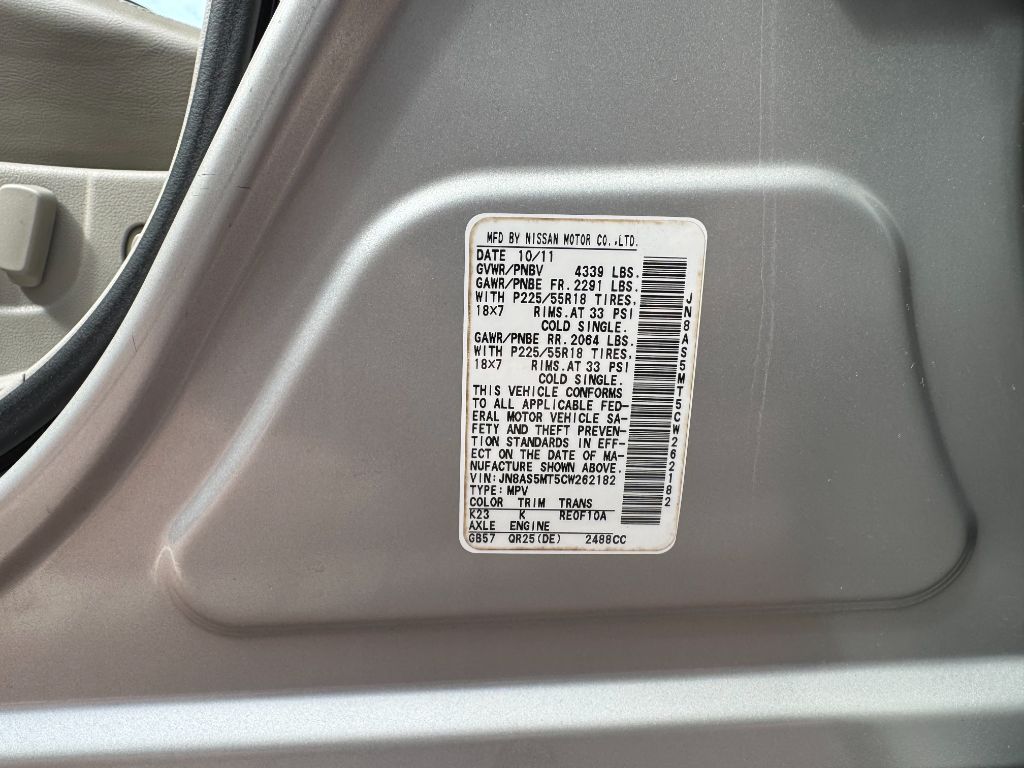 MFD BY NISSAN MOTOR CO.,LTD.
DATE 10/11
GVWR/PNBV 4339 LBS.
GAWR/PNBE FR. 2291 LBS.
WITH P225/55R18 TIRES,
18X7 RIMS.AT 33 PSI
COLD SINGLE.
GAWR/PNBE RR. 2064 LBS.
WITH P225/55R18 TIRES,
18X7 RIMS.AT 33 PSI
COLD SINGLE.
THIS VEHICLE CONFORMS
TO ALL APPLICABLE FED-
ERAL MOTOR VEHICLE SA-
FETY AND THEFT PREVEN-
TION STANDARDS IN EFF-
ECT ON THE DATE OF MA-
NUFACTURE SHOWN ABOVE.
VIN:JN8AS5MT5CW262182
TYPE:MPV
COLOR TRIM TRANS
K23 K RE0F10A
AXLE ENGINE
GB57 QR25(DE) 2488CC
JN8AS5MT5CW262182